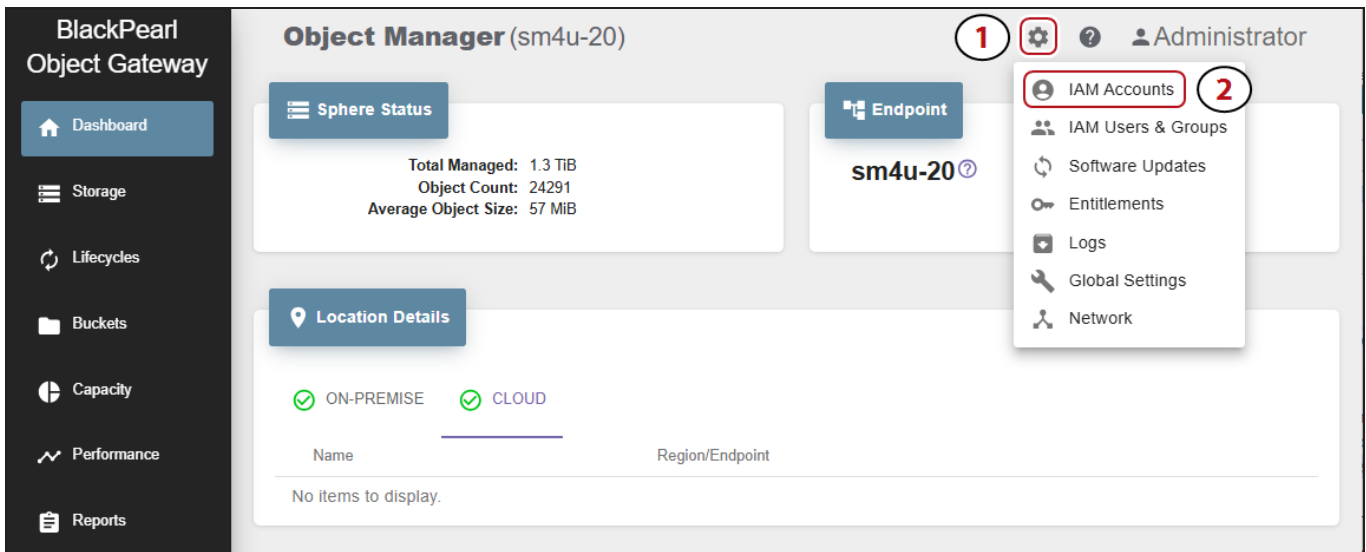 BlackPearl
Object Gateway
Dashboard
Storage
Lifecycles
Buckets
Capacity
Performance
Reports
Object Manager (sm4u-20)
1
Administrator
IAM Accounts
2
IAM Users & Groups
Software Updates
Entitlements
Logs
Global Settings
Network
Sphere Status
Total Managed: 1.3 TiB
Object Count: 24291
Average Object Size: 57 MiB
Endpoint
sm4u-20
Location Details
ON-PREMISE CLOUD
Name Region/Endpoint
No items to display.